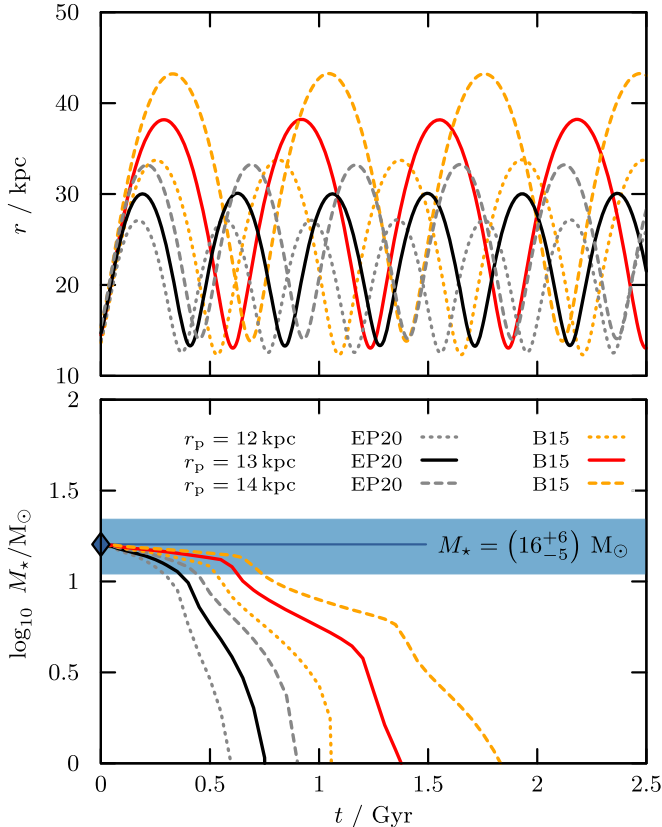 50
40
30
20
10
r / kpc
2
1.5
1
0.5
0
log₁₀ M⋆/M⊙
rₚ = 12 kpc EP20 B15
rₚ = 13 kpc EP20 B15
rₚ = 14 kpc EP20 B15
M⋆ = (16⁺⁶₋₅) M⊙
0 0.5 1 1.5 2 2.5
t / Gyr